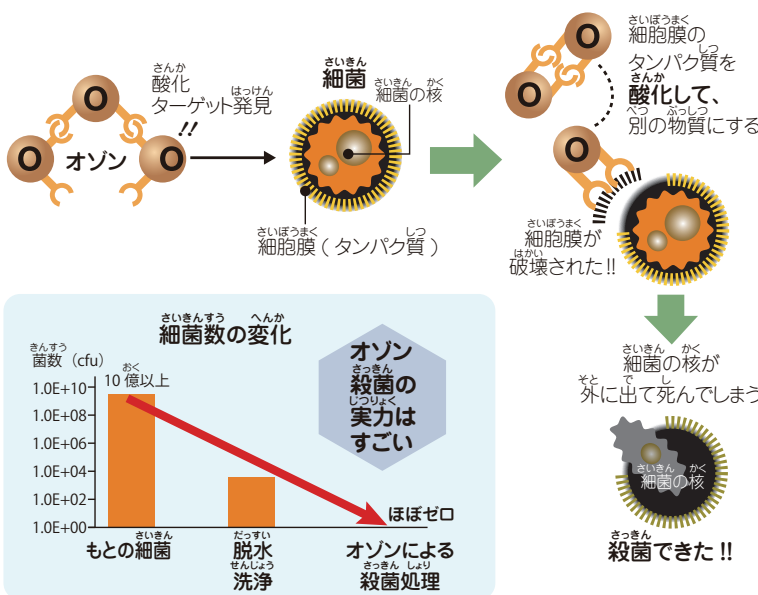 O
O
O
オゾン
さんか
酸化
はっけん
ターゲット発見
!!
さいきん
細菌
さいきん かく
細菌の核
さいぼうまく しつ
細胞膜 ( タンパク質 )
O
O
O
さいぼうまく
細胞膜の
しつ
タンパク質を
さんか
酸化して、
べつ ぶっしつ
別の物質にする
さいぼうまく
細胞膜が
はかい
破壊された!!
さいきん かく
細菌の核が
そと で し
外に出て死んでしまう
さいきん かく
細菌の核
さっきん
殺菌できた !!
さいきんすう へんか
細菌数の変化
きんすう
菌数 (cfu)
おく
10 億以上
1.0E+10
1.0E+08
1.0E+06
1.0E+04
1.0E+02
1.0E+00
オゾン
さっきん
殺菌の
じつりょく
実力は
すごい
ほぼゼロ
さいきん
もとの細菌
だっすい
脱水
せんじょう
洗浄
オゾンによる
さっきん しょり
殺菌処理